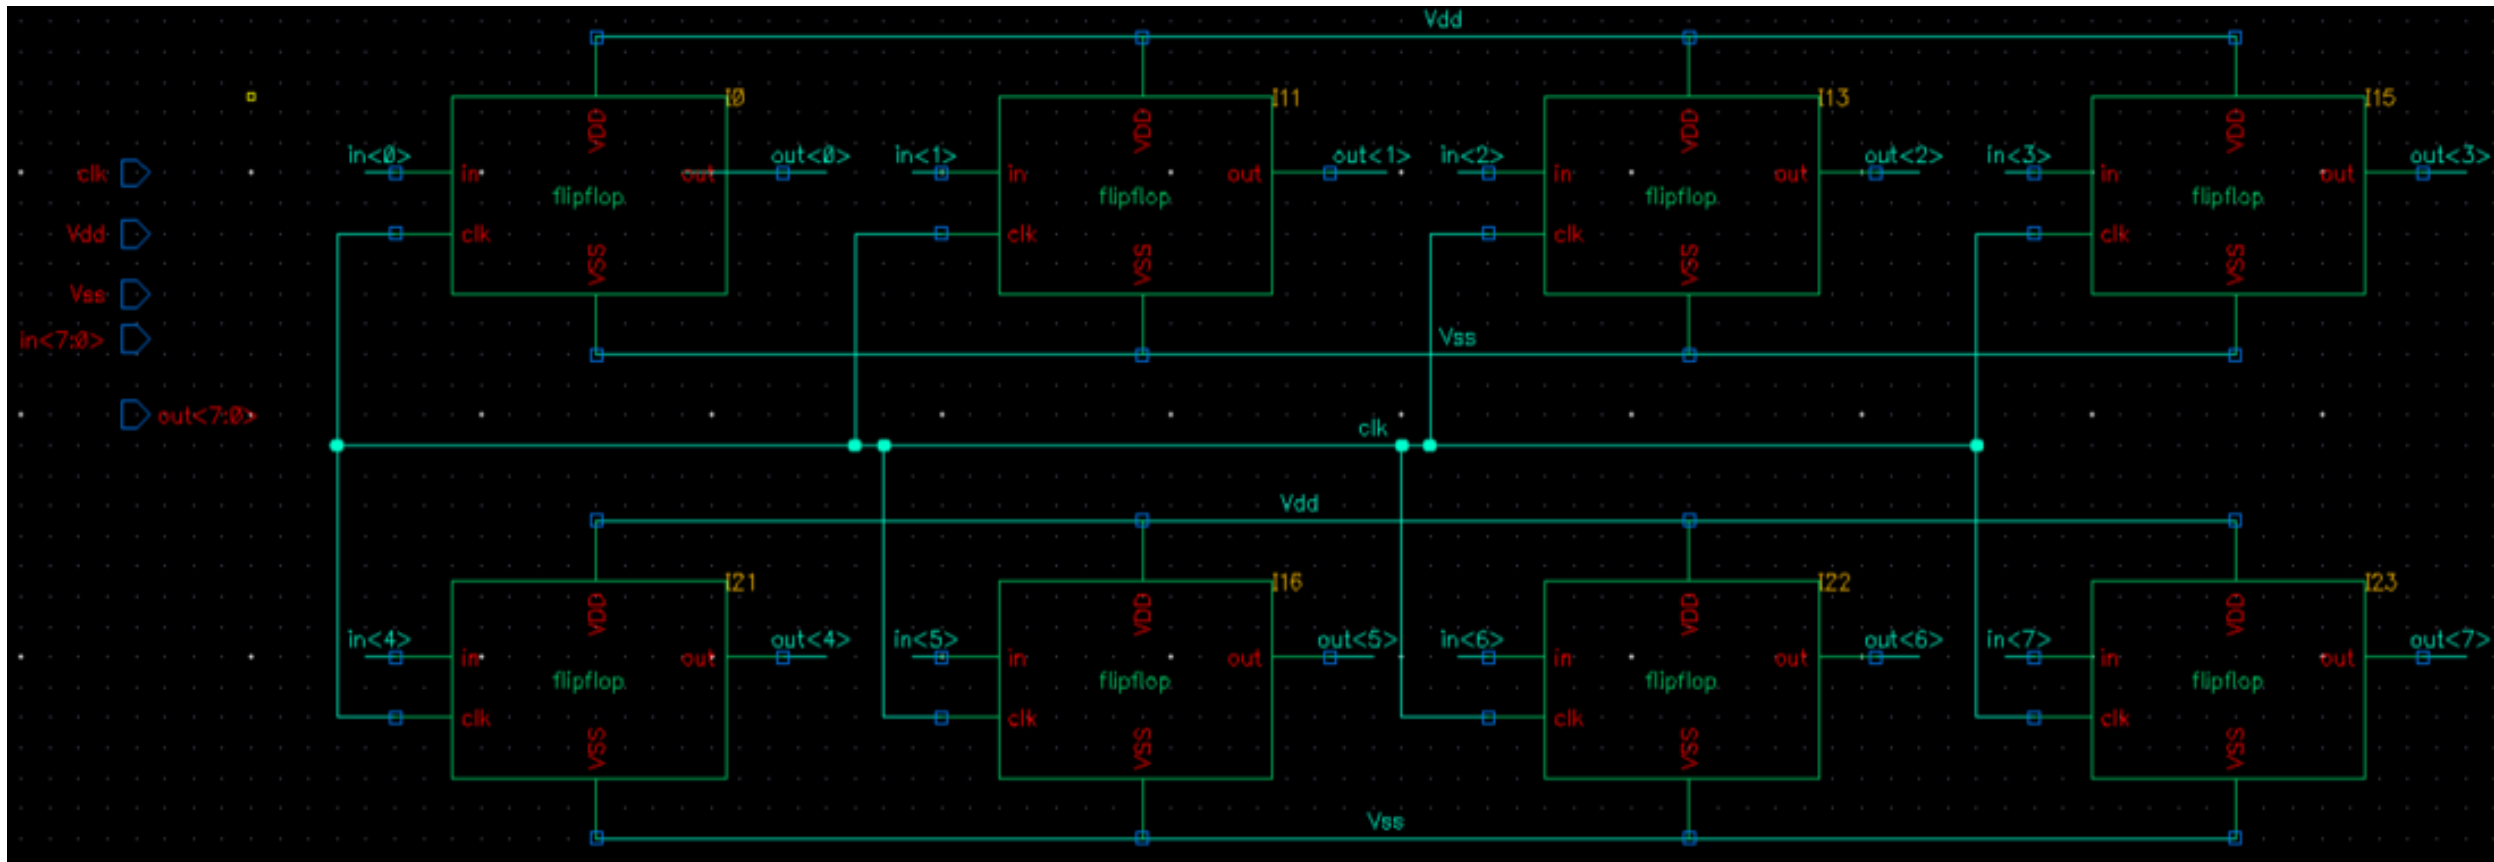 Vdd
I0 I11 I13 I15
VDD VDD VDD VDD
in<0> out<0> in<1> out<1> in<2> out<2> in<3> out<3>
clk in out in out in out in out
flipflop flipflop flipflop flipflop
Vdd clk clk clk clk
VSS VSS VSS VSS
Vss
in<7:0> Vss
out<7:0>
clk
Vdd
I21 I16 I22 I23
VDD VDD VDD VDD
in<4> out<4> in<5> out<5> in<6> out<6> in<7> out<7>
in out in out in out in out
flipflop flipflop flipflop flipflop
clk clk clk clk
VSS VSS VSS VSS
Vss